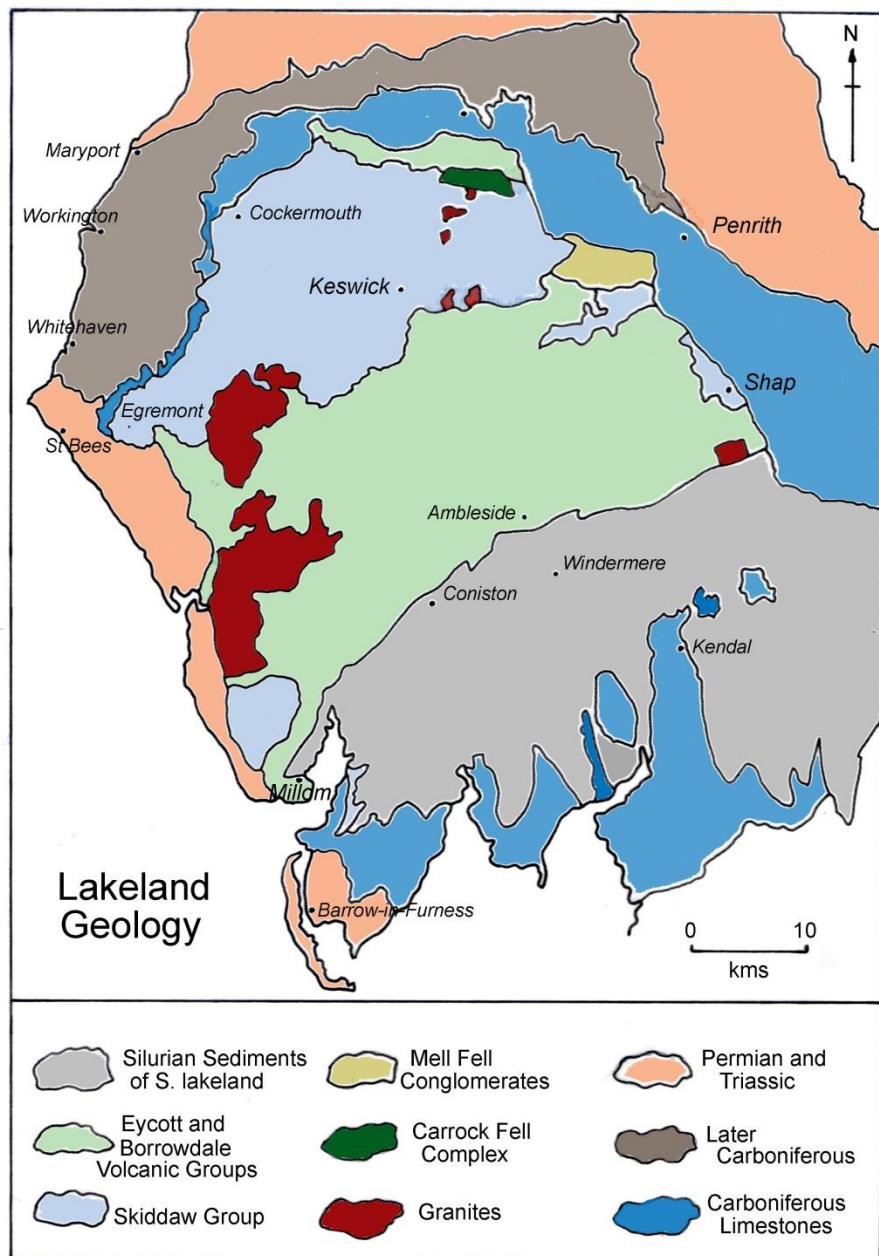 N
Maryport
Workington
Cockermouth
Penrith
Keswick
Whitehaven
Shap
Egremont
St Bees
Ambleside
Windermere
Coniston
Kendal
Milldm
Lakeland
Geology
Barrow-in-Furness
0 10
kms
Silurian Sediments
of S. lakeland
Mell Fell
Conglomerates
Permian and
Triassic
Eycott and
Borrowdale
Volcanic Groups
Carrock Fell
Complex
Later
Carboniferous
Skiddaw Group
Granites
Carboniferous
Limestones